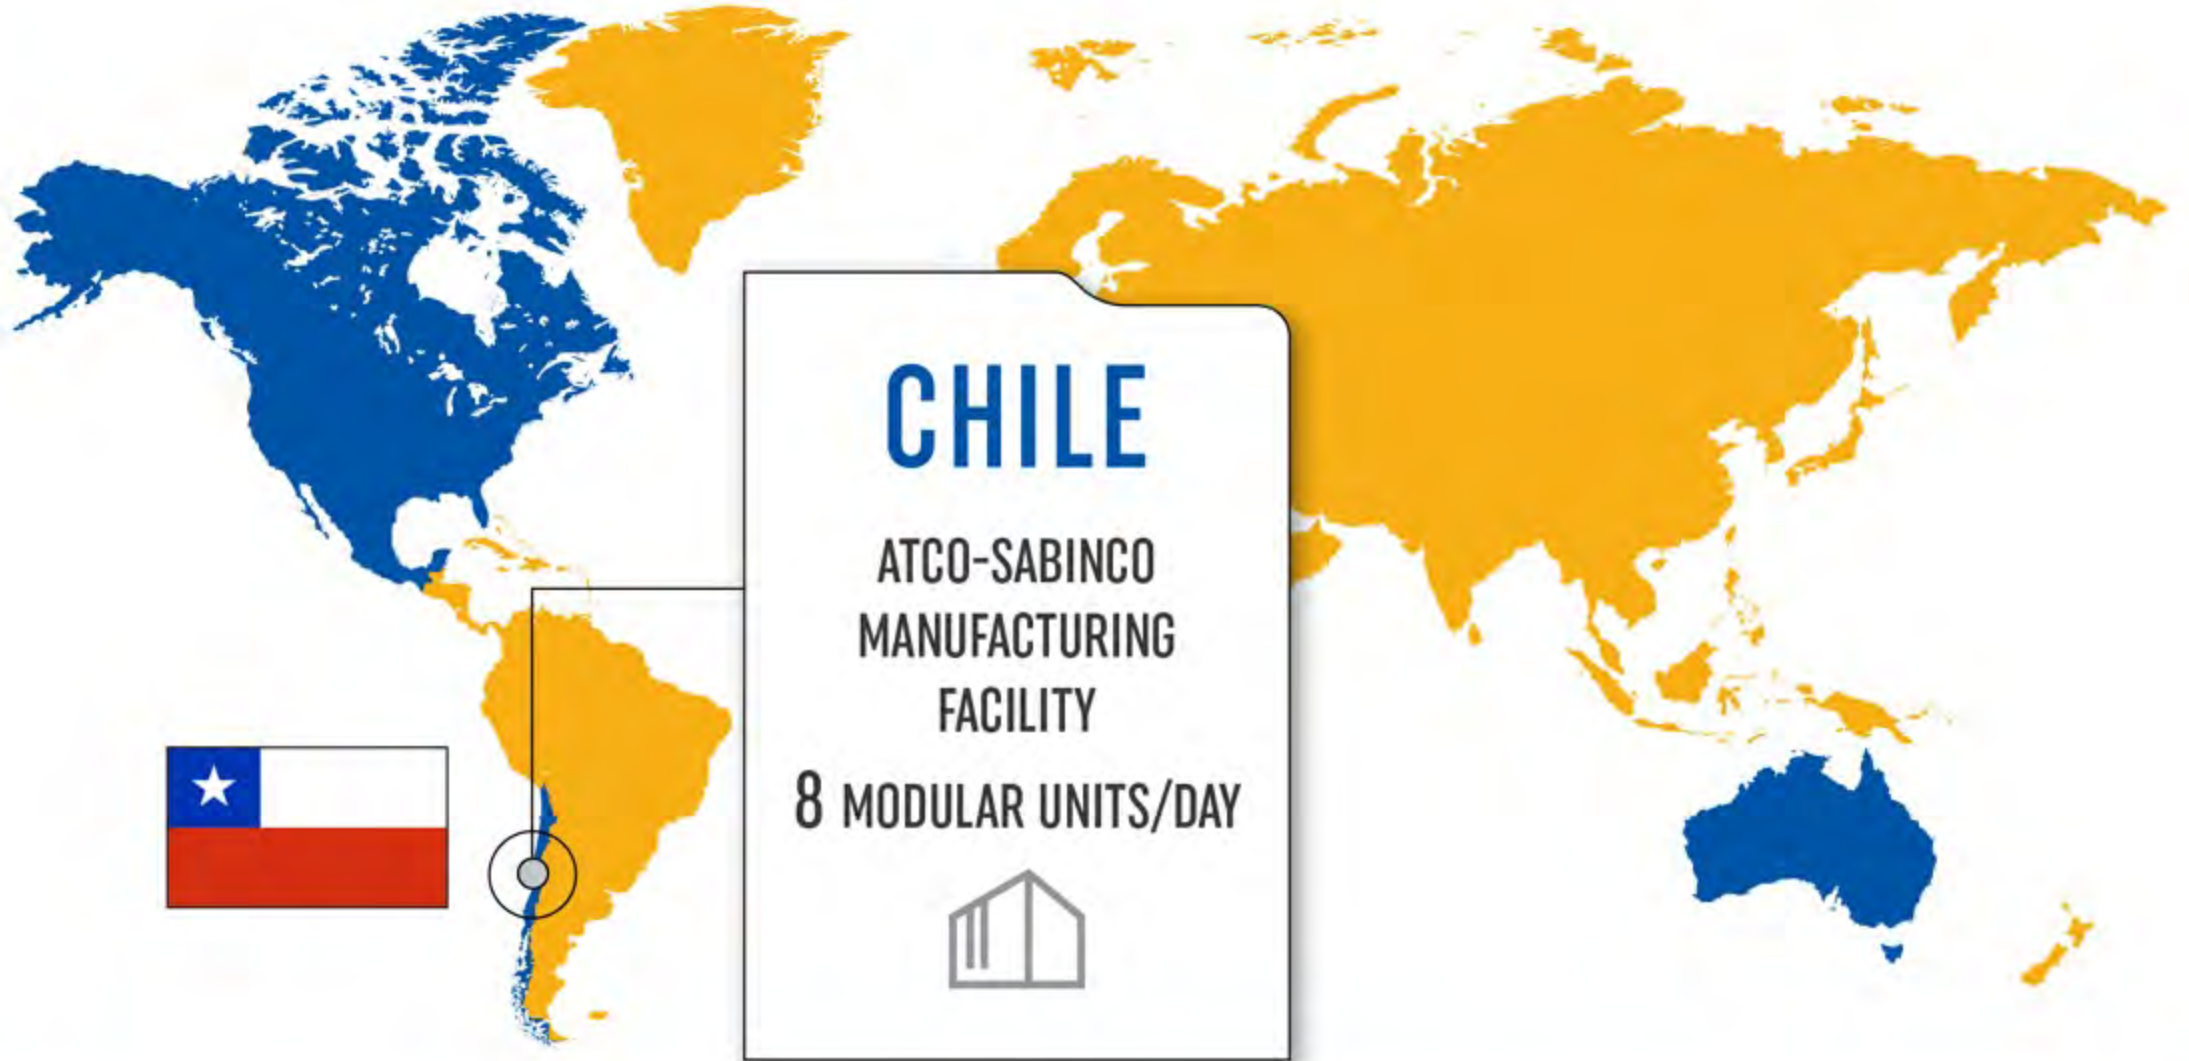 CHILE
ATCO-SABINCO
MANUFACTURING
FACILITY
8 MODULAR UNITS/DAY